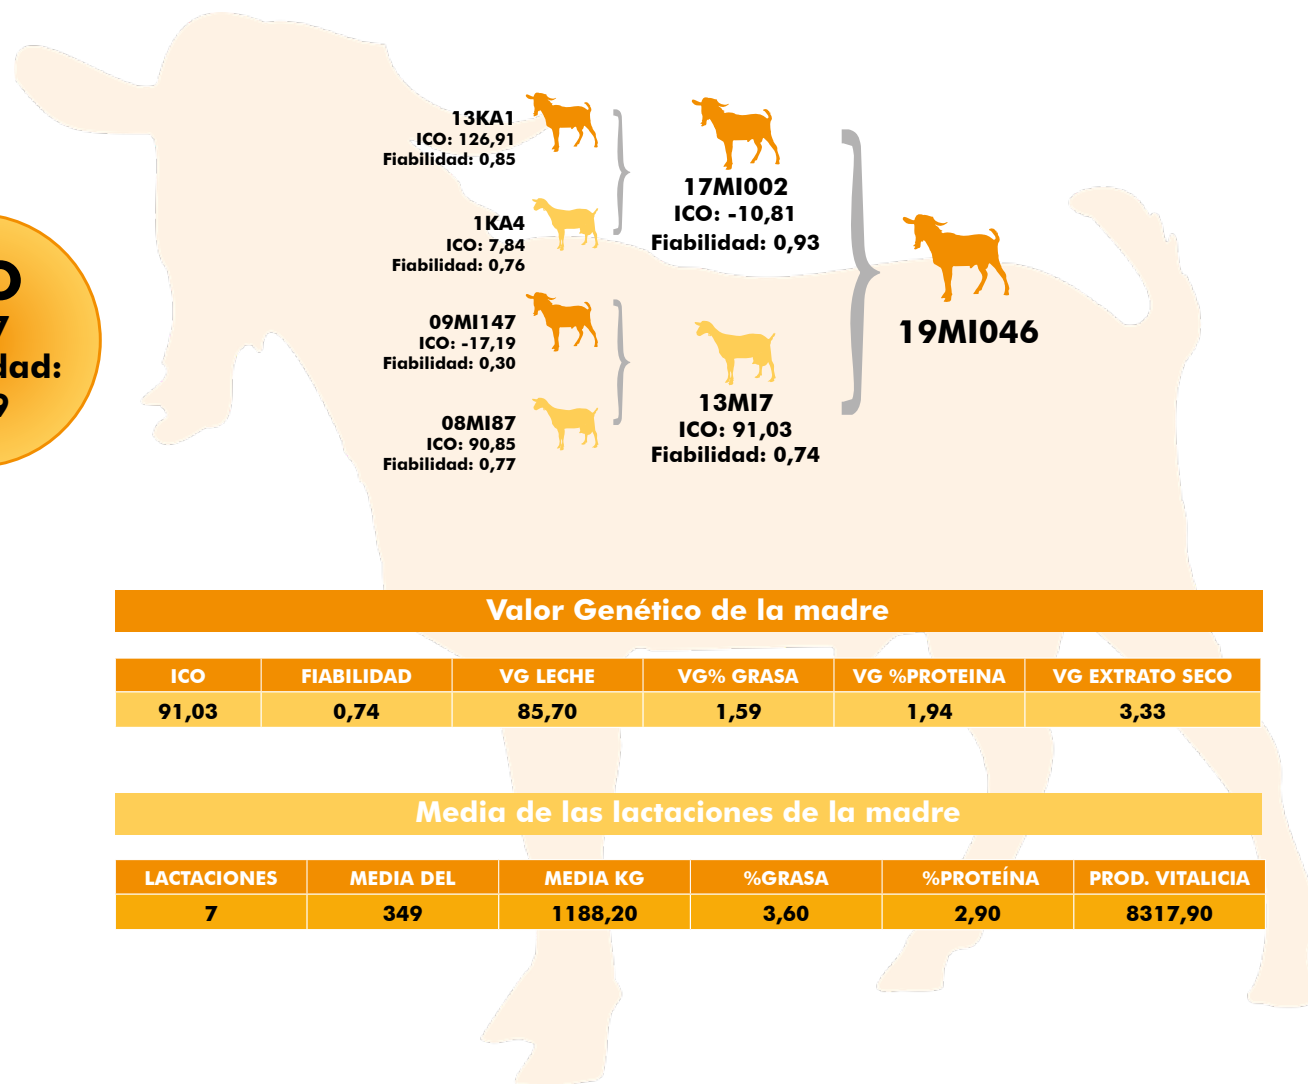 13KA1
ICO: 126,91
Fiabilidad: 0,85
1KA4
ICO: 7,84
Fiabilidad: 0,76
09MI147
ICO: -17,19
Fiabilidad: 0,30
08MI87
ICO: 90,85
Fiabilidad: 0,77
17MI002
ICO: -10,81
Fiabilidad: 0,93
13MI7
ICO: 91,03
Fiabilidad: 0,74
19MI046
Valor Genético de la madre
ICO FIABILIDAD VG LECHE VG% GRASA VG %PROTEINA VG EXTRATO SECO
91,03 0,74 85,70 1,59 1,94 3,33
Media de las lactaciones de la madre
LACTACIONES MEDIA DEL MEDIA KG %GRASA %PROTEÍNA PROD. VITALICIA
7 349 1188,20 3,60 2,90 8317,90